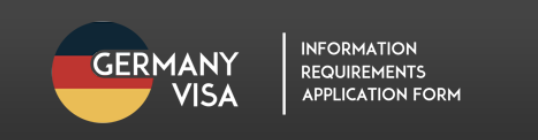 GERMANY
VISA
INFORMATION
REQUIREMENTS
APPLICATION FORM